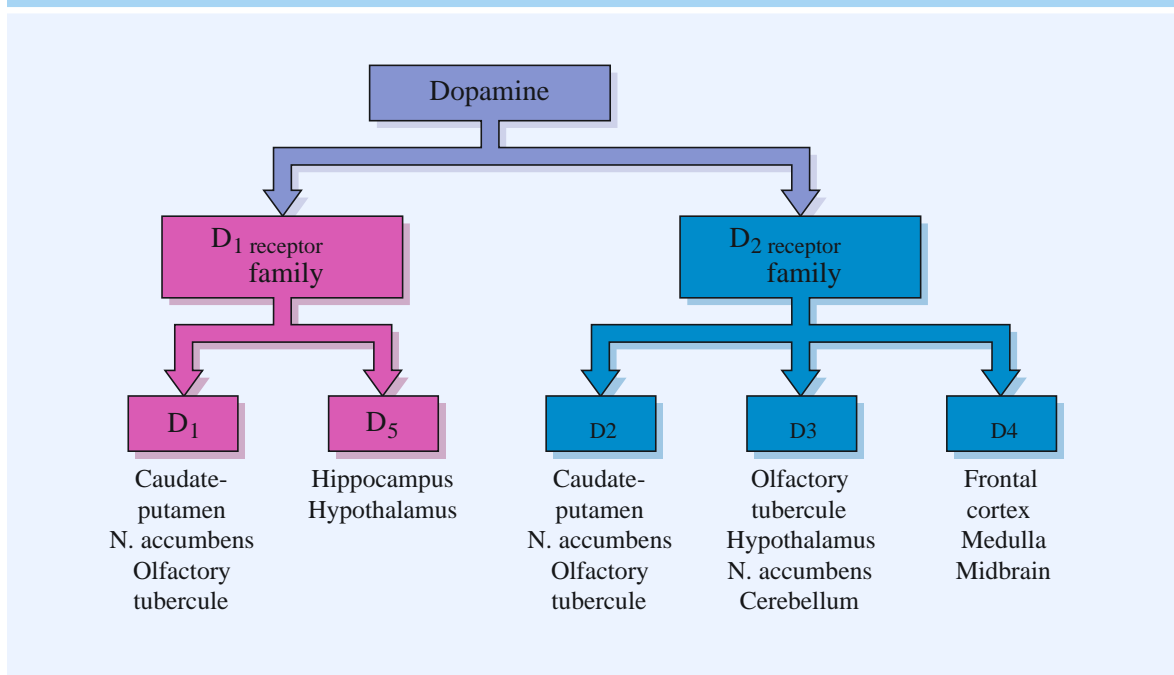 Dopamine
D1 receptor
family
D2 receptor
family
D1
D5
D2
D3
D4
Caudate-
putamen
N. accumbens
Olfactory
tubercule
Hippocampus
Hypothalamus
Caudate-
putamen
N. accumbens
Olfactory
tubercule
Olfactory
tubercule
Hypothalamus
N. accumbens
Cerebellum
Frontal
cortex
Medulla
Midbrain